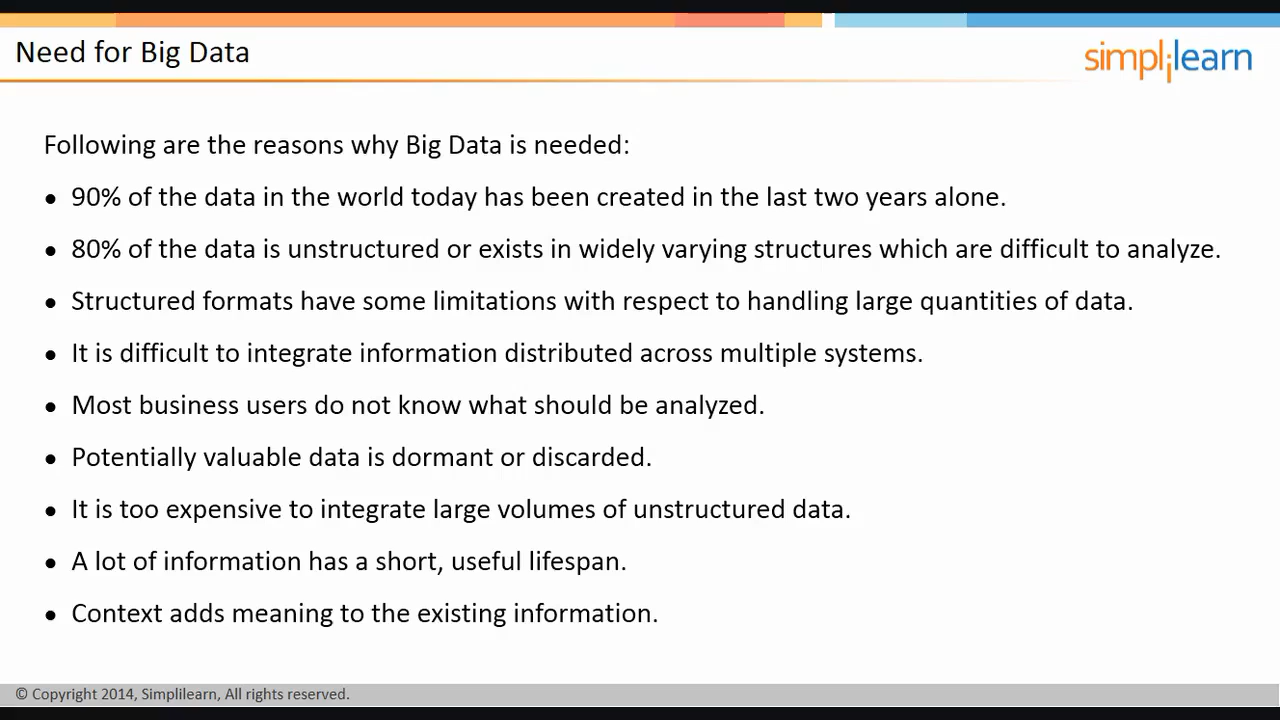 Need for Big Data
simplilearn
Following are the reasons why Big Data is needed:
• 90% of the data in the world today has been created in the last two years alone.
• 80% of the data is unstructured or exists in widely varying structures which are difficult to analyze.
• Structured formats have some limitations with respect to handling large quantities of data.
• It is difficult to integrate information distributed across multiple systems.
• Most business users do not know what should be analyzed.
• Potentially valuable data is dormant or discarded.
• It is too expensive to integrate large volumes of unstructured data.
• A lot of information has a short, useful lifespan.
• Context adds meaning to the existing information.
© Copyright 2014, Simplilearn, All rights reserved.